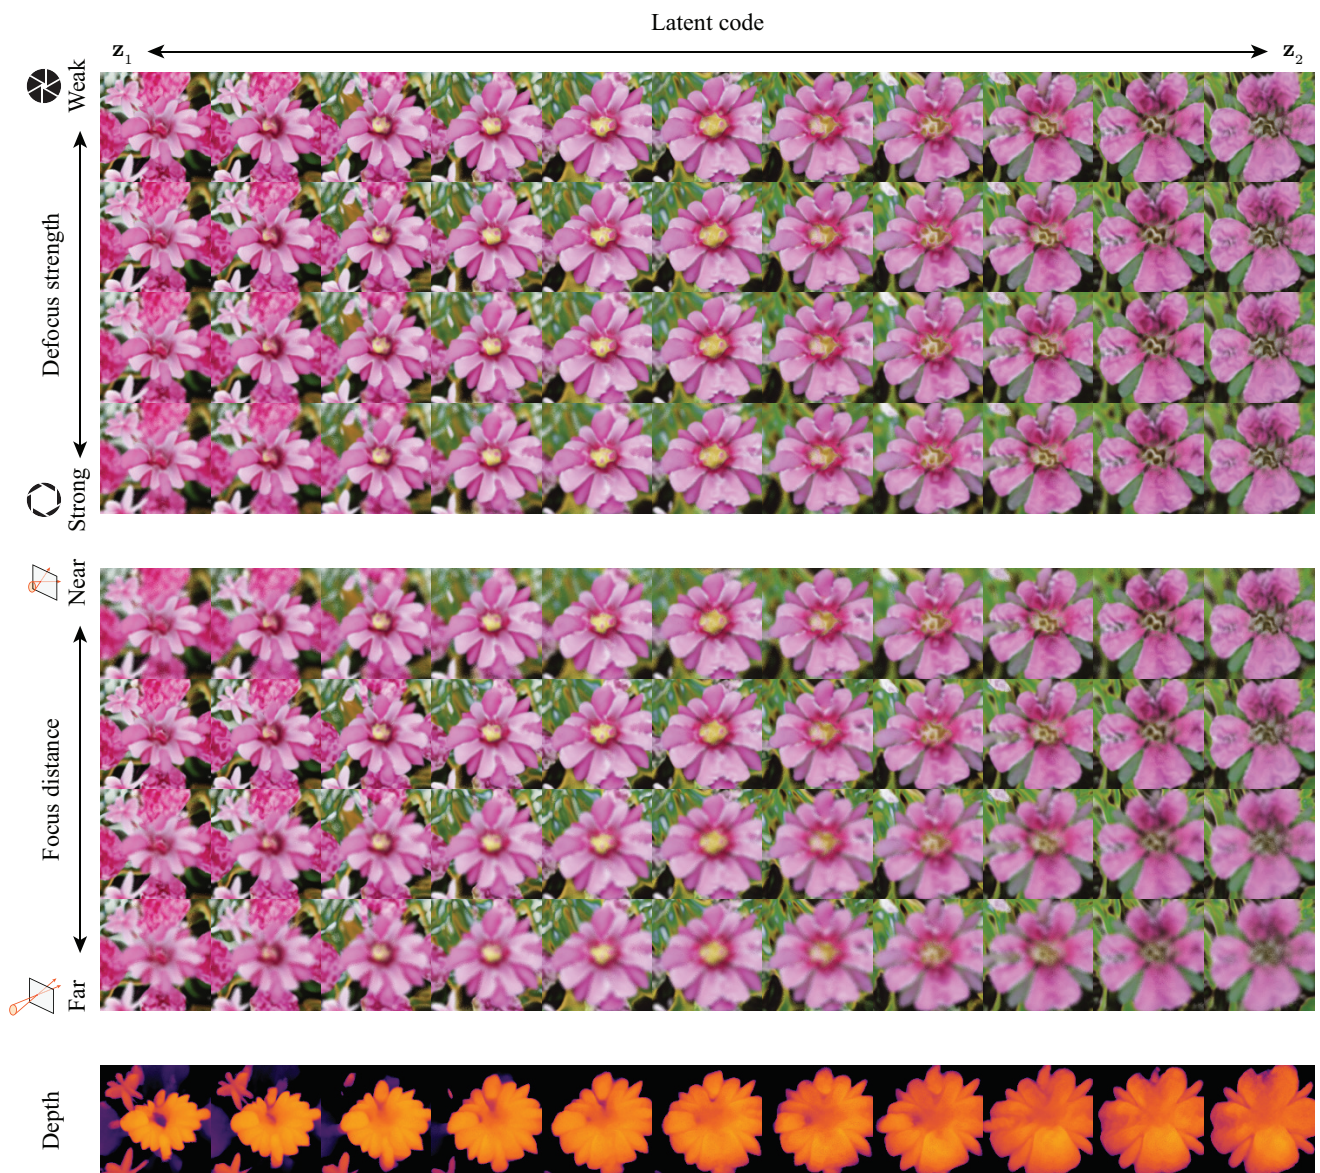 Latent code
z1
z2
Weak
Defocus strength
Strong
Near
Focus distance
Far
Depth